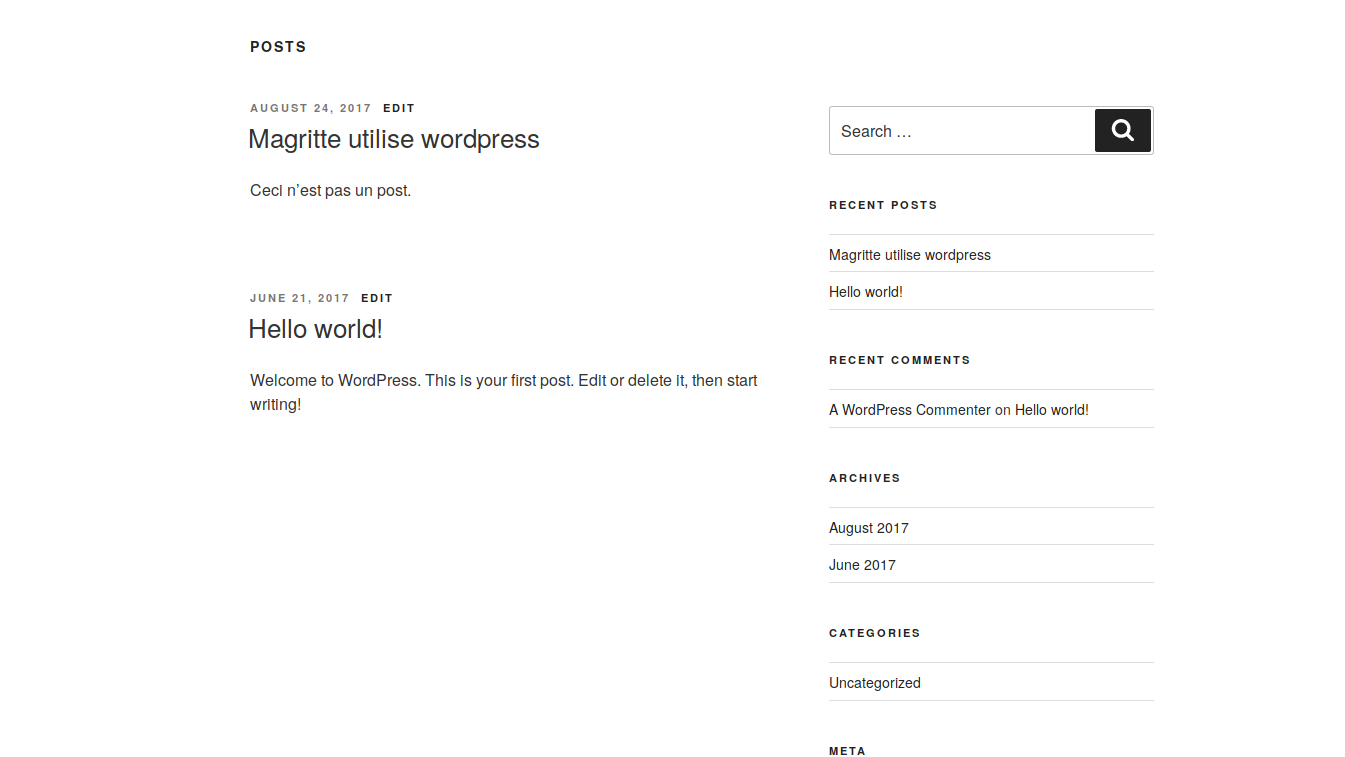 POSTS
AUGUST 24, 2017 EDIT
Magritte utilise wordpress
Ceci n’est pas un post.
JUNE 21, 2017 EDIT
Hello world!
Welcome to WordPress. This is your first post. Edit or delete it, then start
writing!
Search …
RECENT POSTS
Magritte utilise wordpress
Hello world!
RECENT COMMENTS
A WordPress Commenter on Hello world!
ARCHIVES
August 2017
June 2017
CATEGORIES
Uncategorized
META